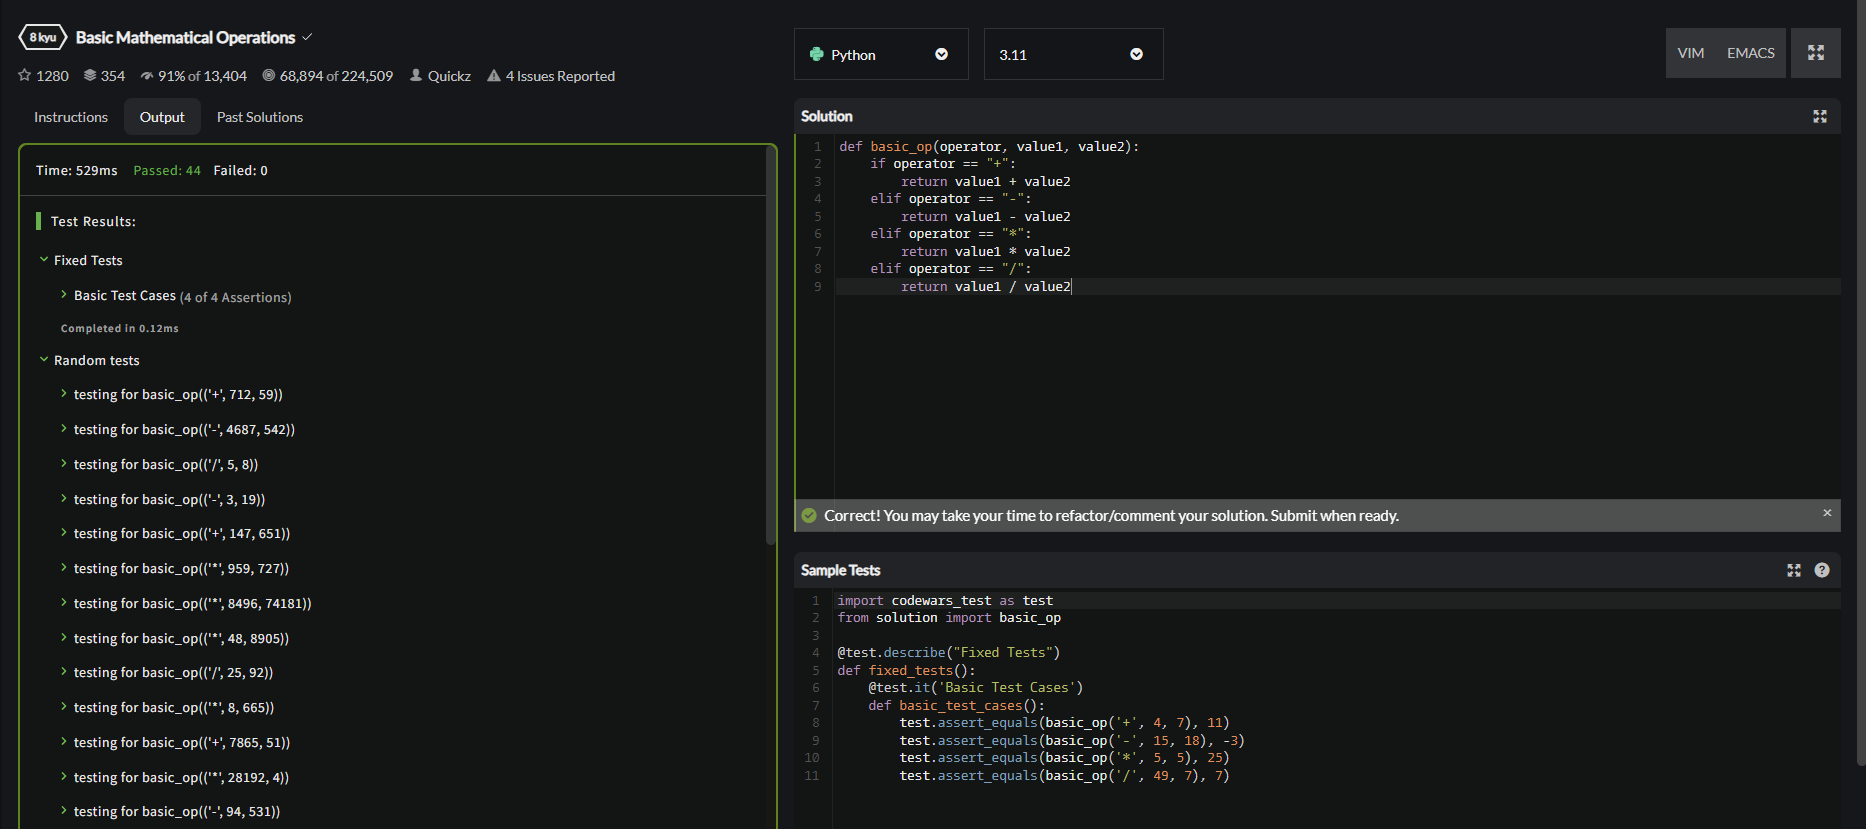 8 kyu Basic Mathematical Operations
1280 354 91% of 13,404 68,894 of 224,509 Quickz 4 Issues Reported
Instructions Output Past Solutions
Time: 529ms Passed: 44 Failed: 0
Test Results:
Fixed Tests
Basic Test Cases (4 of 4 Assertions)
Completed in 0.12ms
Random tests
testing for basic_op(('+', 712, 59))
testing for basic_op(('-', 4687, 542))
testing for basic_op(('/', 5, 8))
testing for basic_op(('-', 3, 19))
testing for basic_op(('+', 147, 651))
testing for basic_op(('*', 959, 727))
testing for basic_op(('*', 8496, 74181))
testing for basic_op(('*', 48, 8905))
testing for basic_op(('/', 25, 92))
testing for basic_op(('*', 8, 665))
testing for basic_op(('+', 7865, 51))
testing for basic_op(('*', 28192, 4))
testing for basic_op(('-', 94, 531))
Python 3.11 VIM EMACS
Solution
1 def basic_op(operator, value1, value2):
2     if operator == "+":
3         return value1 + value2
4     elif operator == "-":
5         return value1 - value2
6     elif operator == "*":
7         return value1 * value2
8     elif operator == "/":
9         return value1 / value2
Correct! You may take your time to refactor/comment your solution. Submit when ready. ×
Sample Tests ?
1 import codewars_test as test
2 from solution import basic_op
3
4 @test.describe("Fixed Tests")
5 def fixed_tests():
6     @test.it('Basic Test Cases')
7     def basic_test_cases():
8         test.assert_equals(basic_op('+', 4, 7), 11)
9         test.assert_equals(basic_op('-', 15, 18), -3)
10         test.assert_equals(basic_op('*', 5, 5), 25)
11         test.assert_equals(basic_op('/', 49, 7), 7)